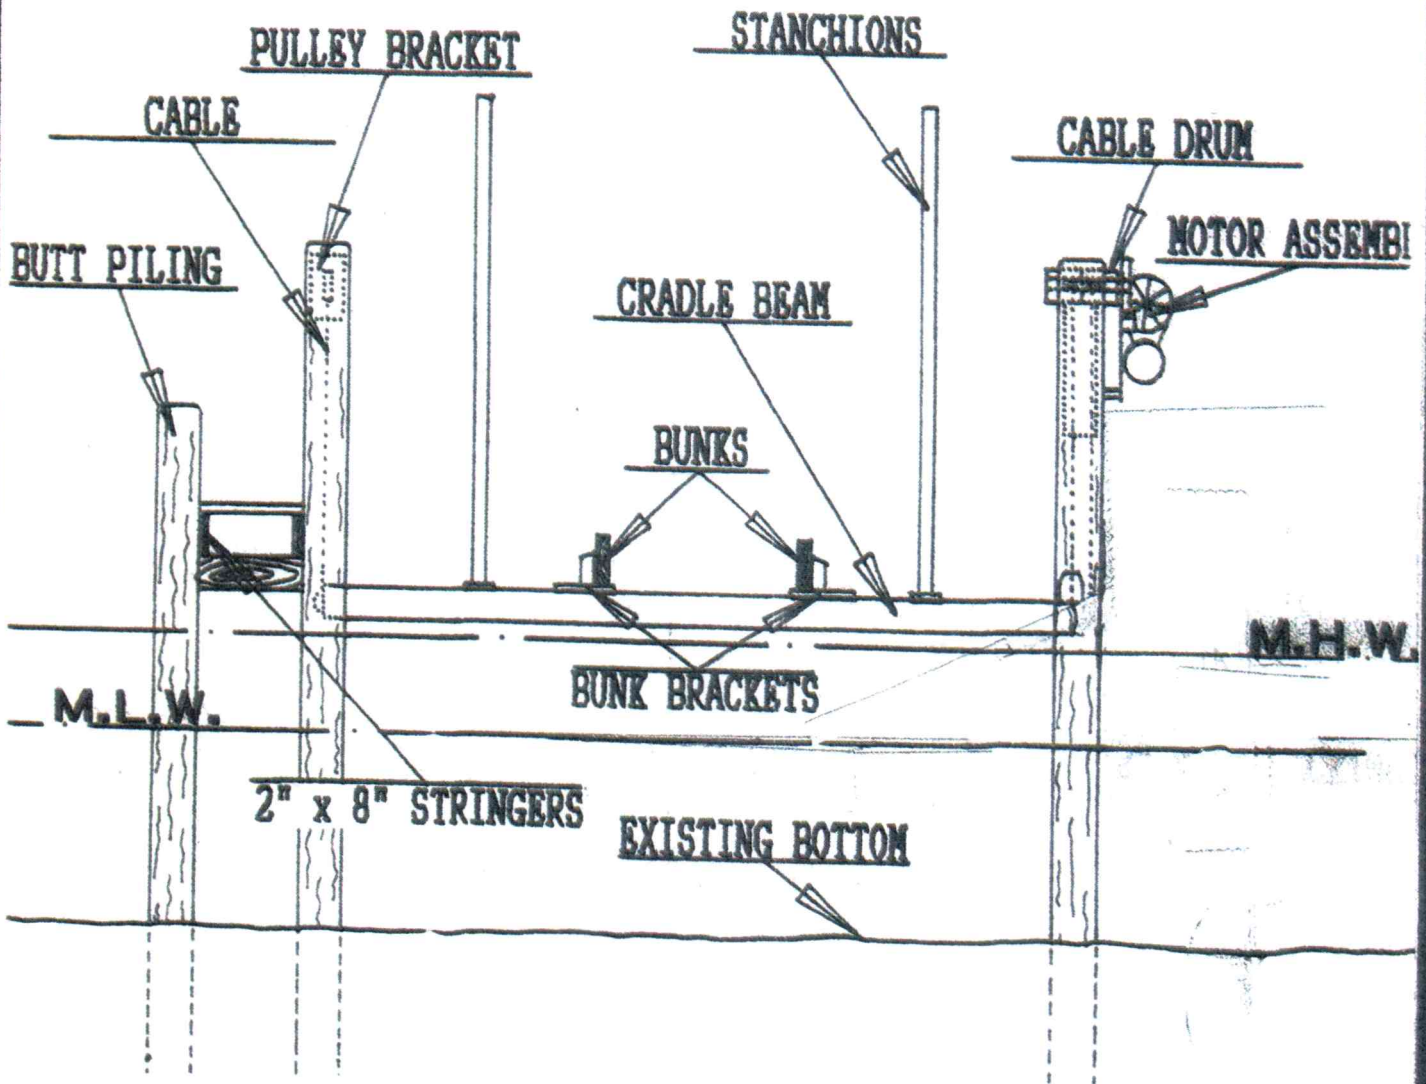 STANCHIONS
PULLEY BRACKET
CABLE
CABLE DRUM
MOTOR ASSEMBl
BUTT PILING
CRADLE BEAM
BUNKS
M.H.W.
BUNK BRACKETS
M.L.W.
2" x 8" STRINGERS
EXISTING BOTTOM